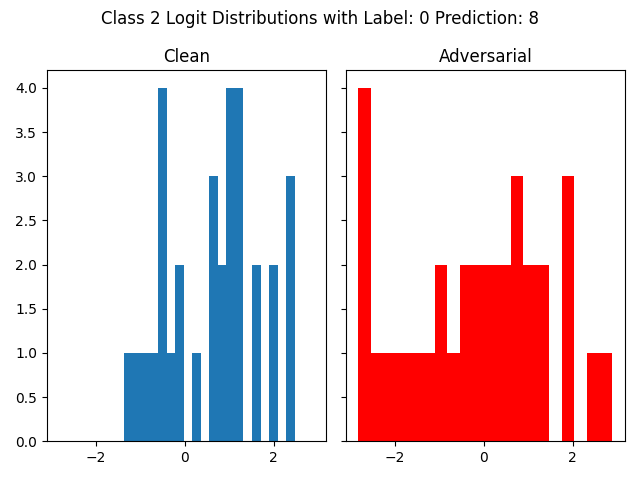 Class 2 Logit Distributions with Label: 0 Prediction: 8
Clean
Adversarial
4.0
3.5
3.0
2.5
2.0
1.5
1.0
0.5
0.0
−2 0 2
−2 0 2